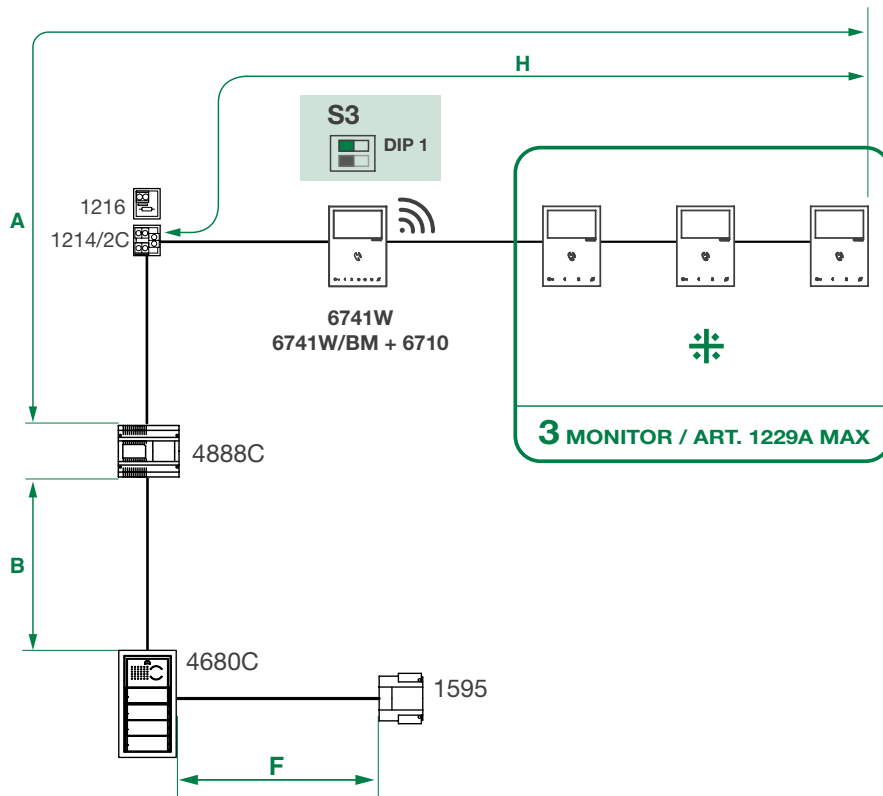 H
S3
DIP 1
1216
A
1214/2C
6741W
6741W/BM + 6710
3 MONITOR / ART. 1229A MAX
4888C
B
4680C
1595
F